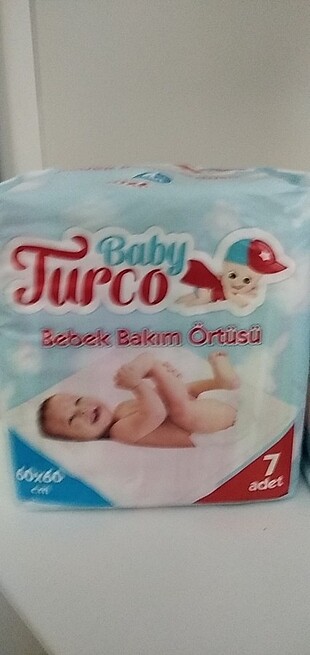 Baby
Turco
Bebek Bakım Örtüsü
60x60
cm
7
adet